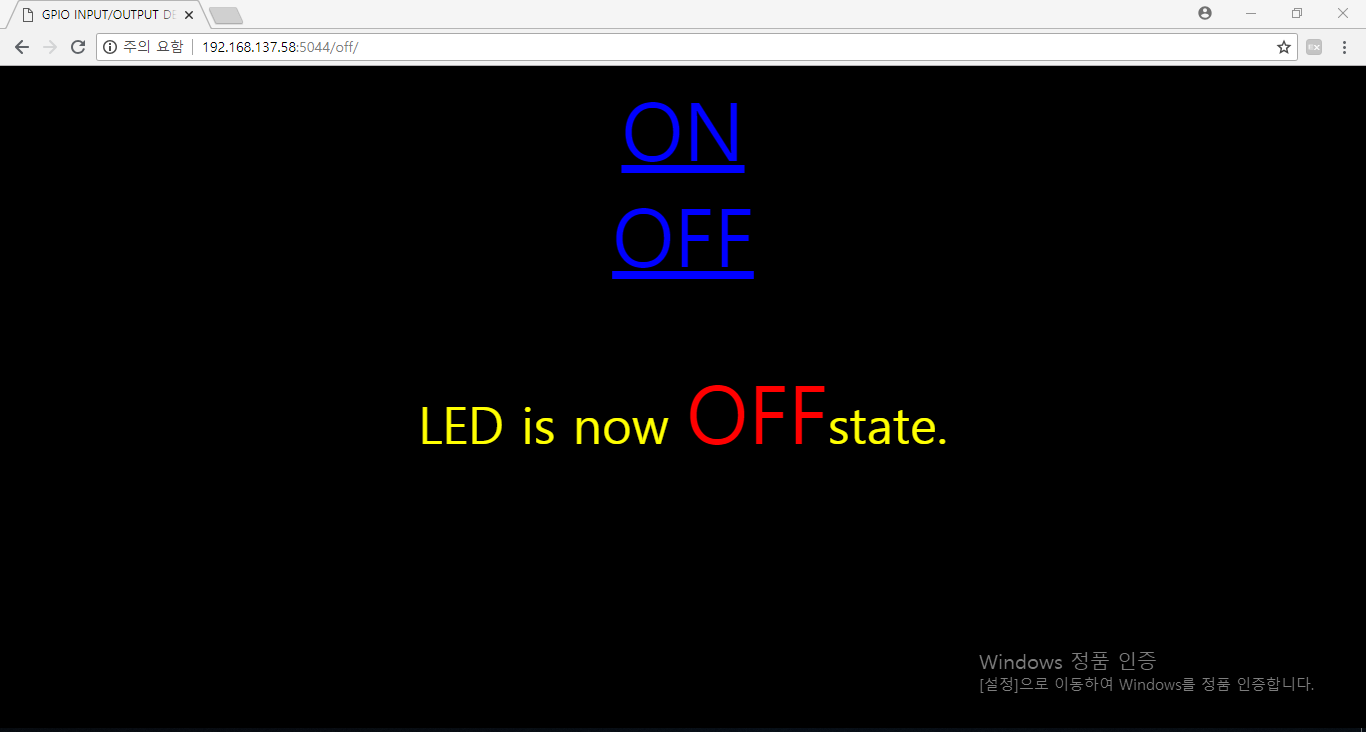 GPIO INPUT/OUTPUT
주의 요함 192.168.137.58:5044/off/
EX
ON
OFF
LED is now OFFstate.
Windows 정품 인증
[설정]으로 이동하여 Windows를 정품 인증합니다.